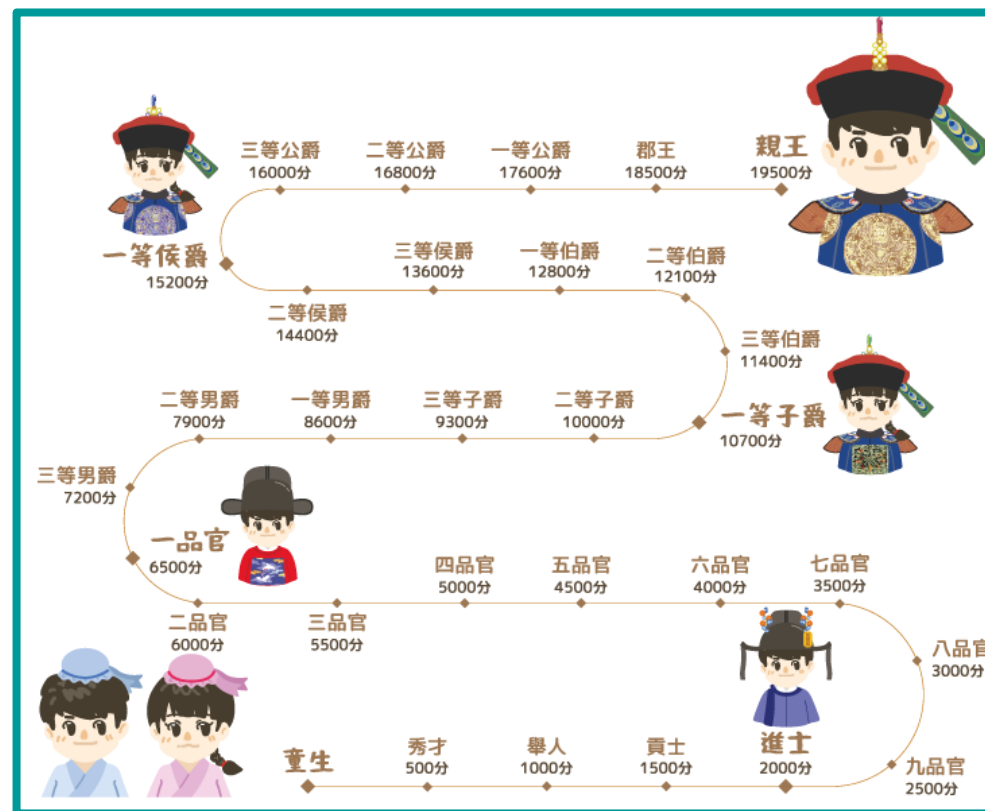 三等公爵
16000分
二等公爵
16800分
一等公爵
17600分
郡王
18500分
親王
19500分
一等侯爵
15200分
二等侯爵
14400分
三等侯爵
13600分
一等伯爵
12800分
二等伯爵
12100分
三等伯爵
11400分
一等子爵
10700分
二等子爵
10000分
三等子爵
9300分
一等男爵
8600分
二等男爵
7900分
三等男爵
7200分
一品官
6500分
二品官
6000分
三品官
5500分
四品官
5000分
五品官
4500分
六品官
4000分
七品官
3500分
八品官
3000分
九品官
2500分
進士
2000分
貢士
1500分
舉人
1000分
秀才
500分
童生